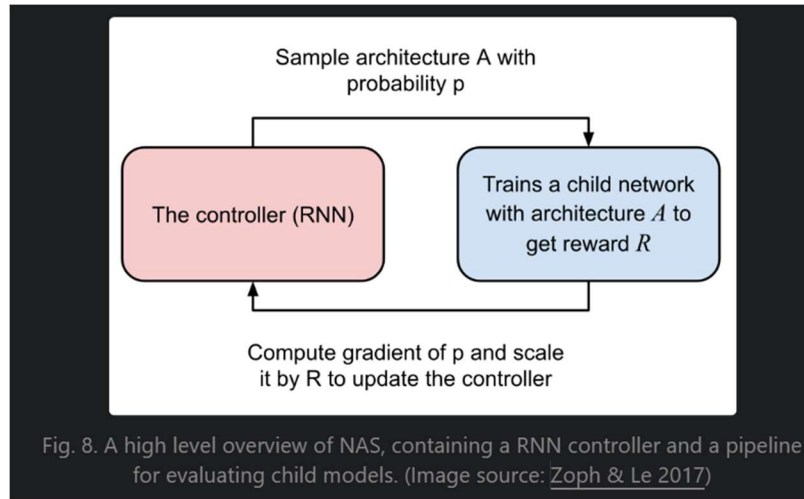 Sample architecture A with
probability p
The controller (RNN)
Trains a child network
with architecture A to
get reward R
Compute gradient of p and scale
it by R to update the controller
Fig. 8. A high level overview of NAS, containing a RNN controller and a pipeline
for evaluating child models. (Image source: Zoph & Le 2017)